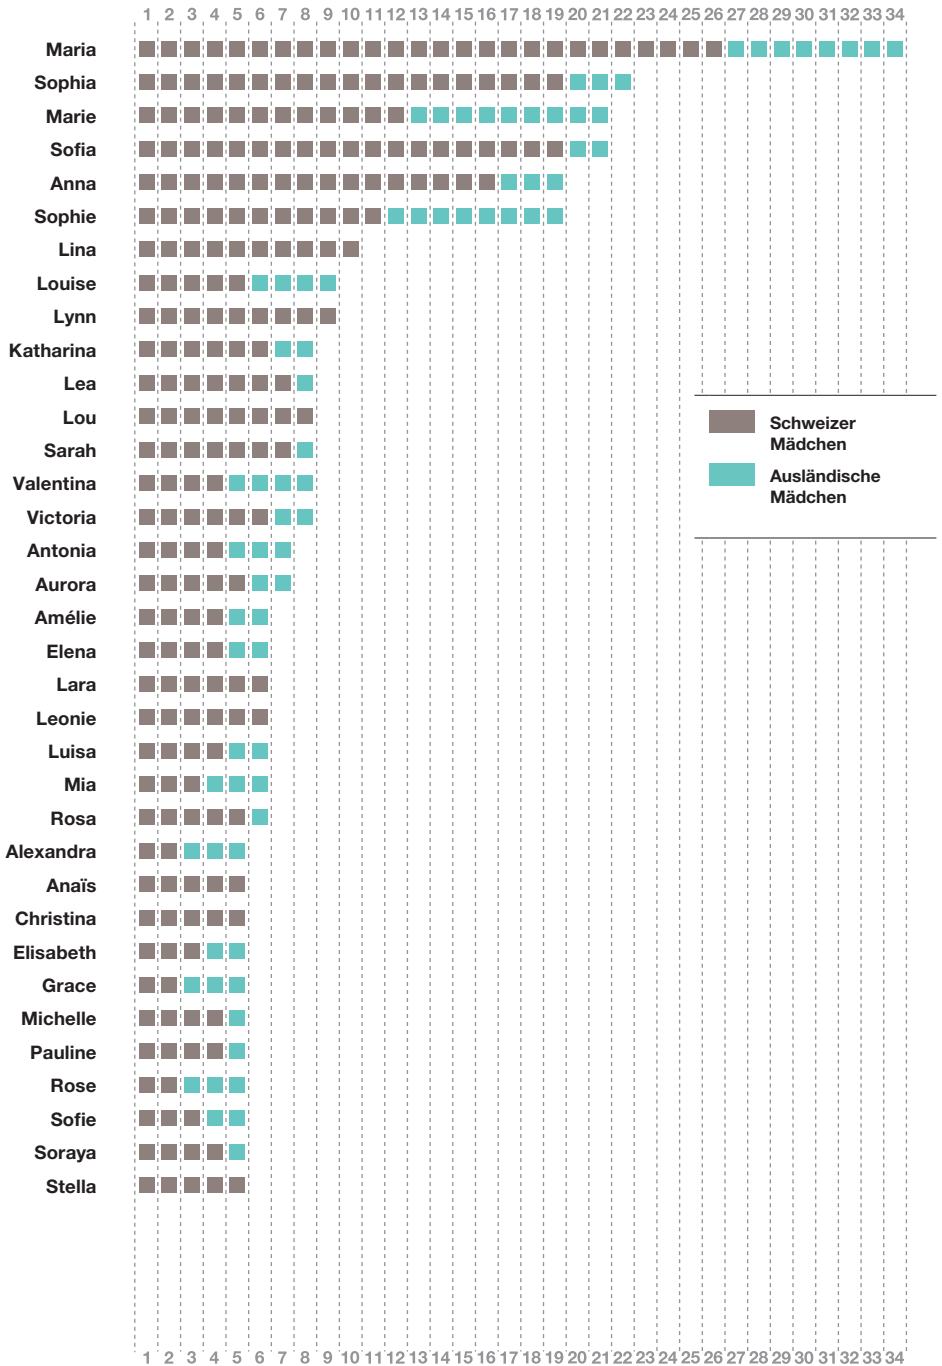 1 2 3 4 5 6 7 8 9 10 11 12 13 14 15 16 17 18 19 20 21 22 23 24 25 26 27 28 29 30 31 32 33 34
Maria
Sophia
Marie
Sofia
Anna
Sophie
Lina
Louise
Lynn
Katharina
Lea
Lou
Sarah
Valentina
Victoria
Antonia
Aurora
Amélie
Elena
Lara
Leonie
Luisa
Mia
Rosa
Alexandra
Anaïs
Christina
Elisabeth
Grace
Michelle
Pauline
Rose
Sofie
Soraya
Stella
Schweizer
Mädchen
Ausländische
Mädchen
1 2 3 4 5 6 7 8 9 10 11 12 13 14 15 16 17 18 19 20 21 22 23 24 25 26 27 28 29 30 31 32 33 34